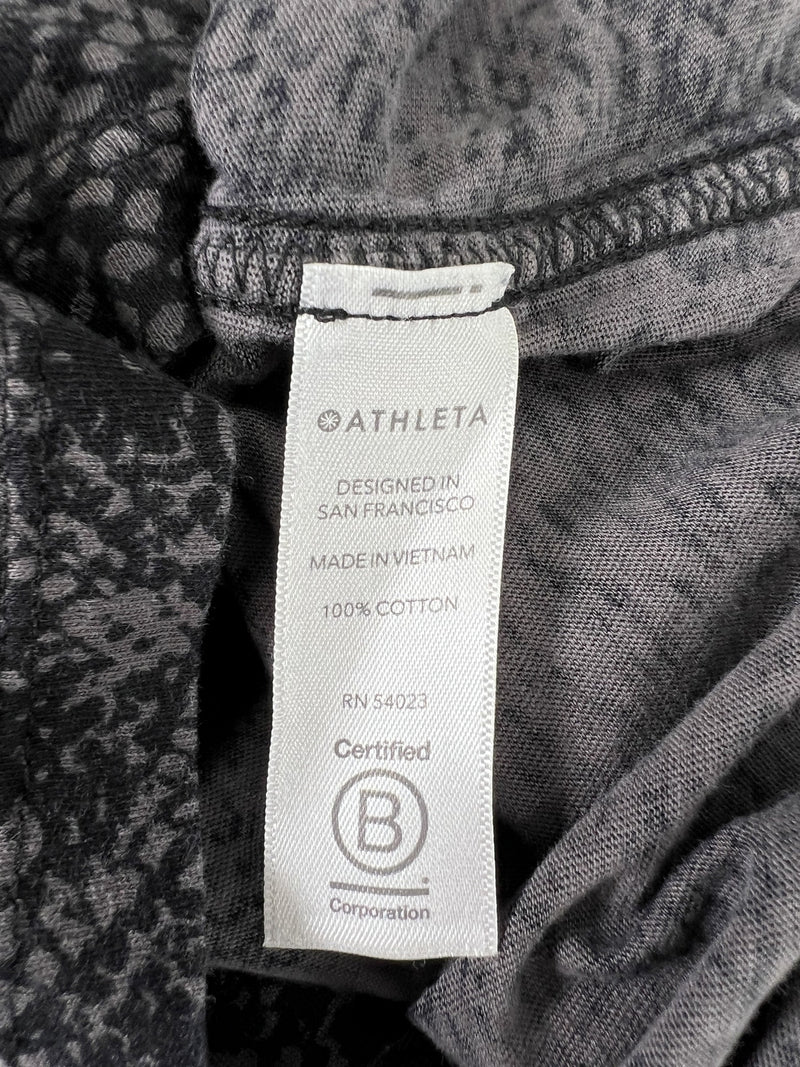 ATHLETA
DESIGNED IN
SAN FRANCISCO
MADE IN VIETNAM
100% COTTON
RN 54023
Certified
B
Corporation